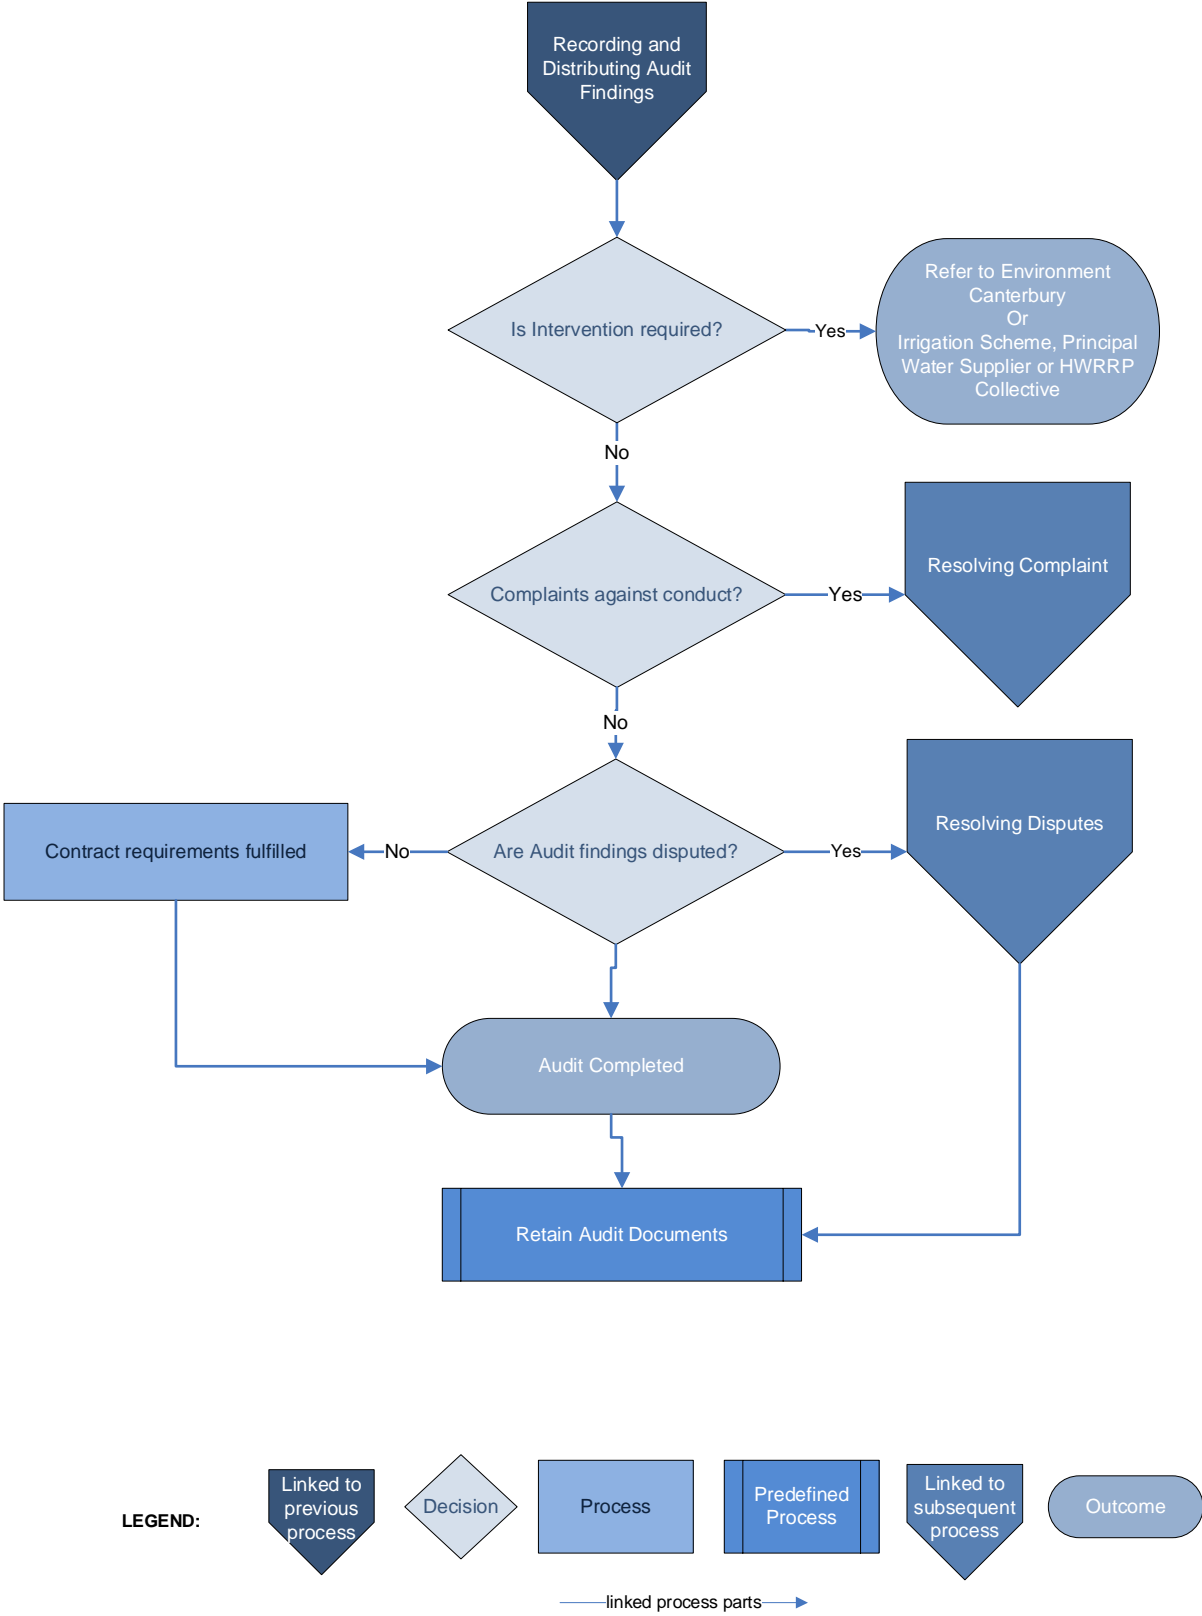 Recording and
Distributing Audit
Findings
Is Intervention required?
Yes
Refer to Environment
Canterbury
Or
Irrigation Scheme, Principal
Water Supplier or HWRRP
Collective
No
Complaints against conduct?
Yes
Resolving Complaint
No
Contract requirements fulfilled
No
Are Audit findings disputed?
Yes
Resolving Disputes
Audit Completed
Retain Audit Documents
LEGEND:
Linked to
previous
process
Decision
Process
Predefined
Process
Linked to
subsequent
process
Outcome
linked process parts